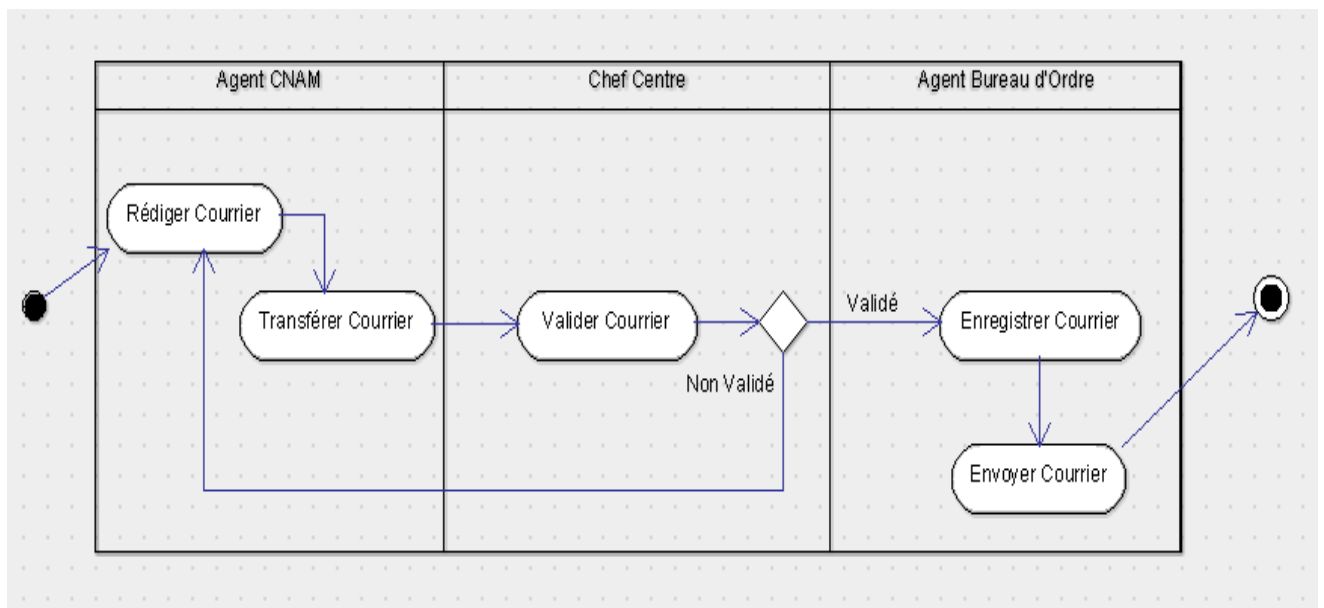 Agent CNAM
Chef Centre
Agent Bureau d'Ordre
Rédiger Courrier
Transférer Courrier
Valider Courrier
Validé
Enregistrer Courrier
Non Validé
Envoyer Courrier